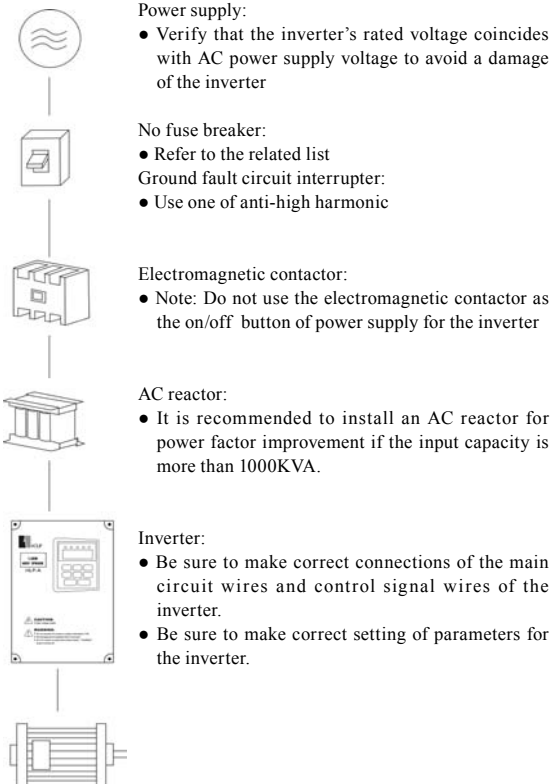 Power supply:
● Verify that the inverter's rated voltage coincides
with AC power supply voltage to avoid a damage
of the inverter
No fuse breaker:
● Refer to the related list
Ground fault circuit interrupter:
● Use one of anti-high harmonic
Electromagnetic contactor:
● Note: Do not use the electromagnetic contactor as
the on/off button of power supply for the inverter
AC reactor:
● It is recommended to install an AC reactor for
power factor improvement if the input capacity is
more than 1000KVA.
Inverter:
● Be sure to make correct connections of the main
circuit wires and control signal wires of the
inverter.
● Be sure to make correct setting of parameters for
the inverter.
HLP-A
CAUTION
WARNING